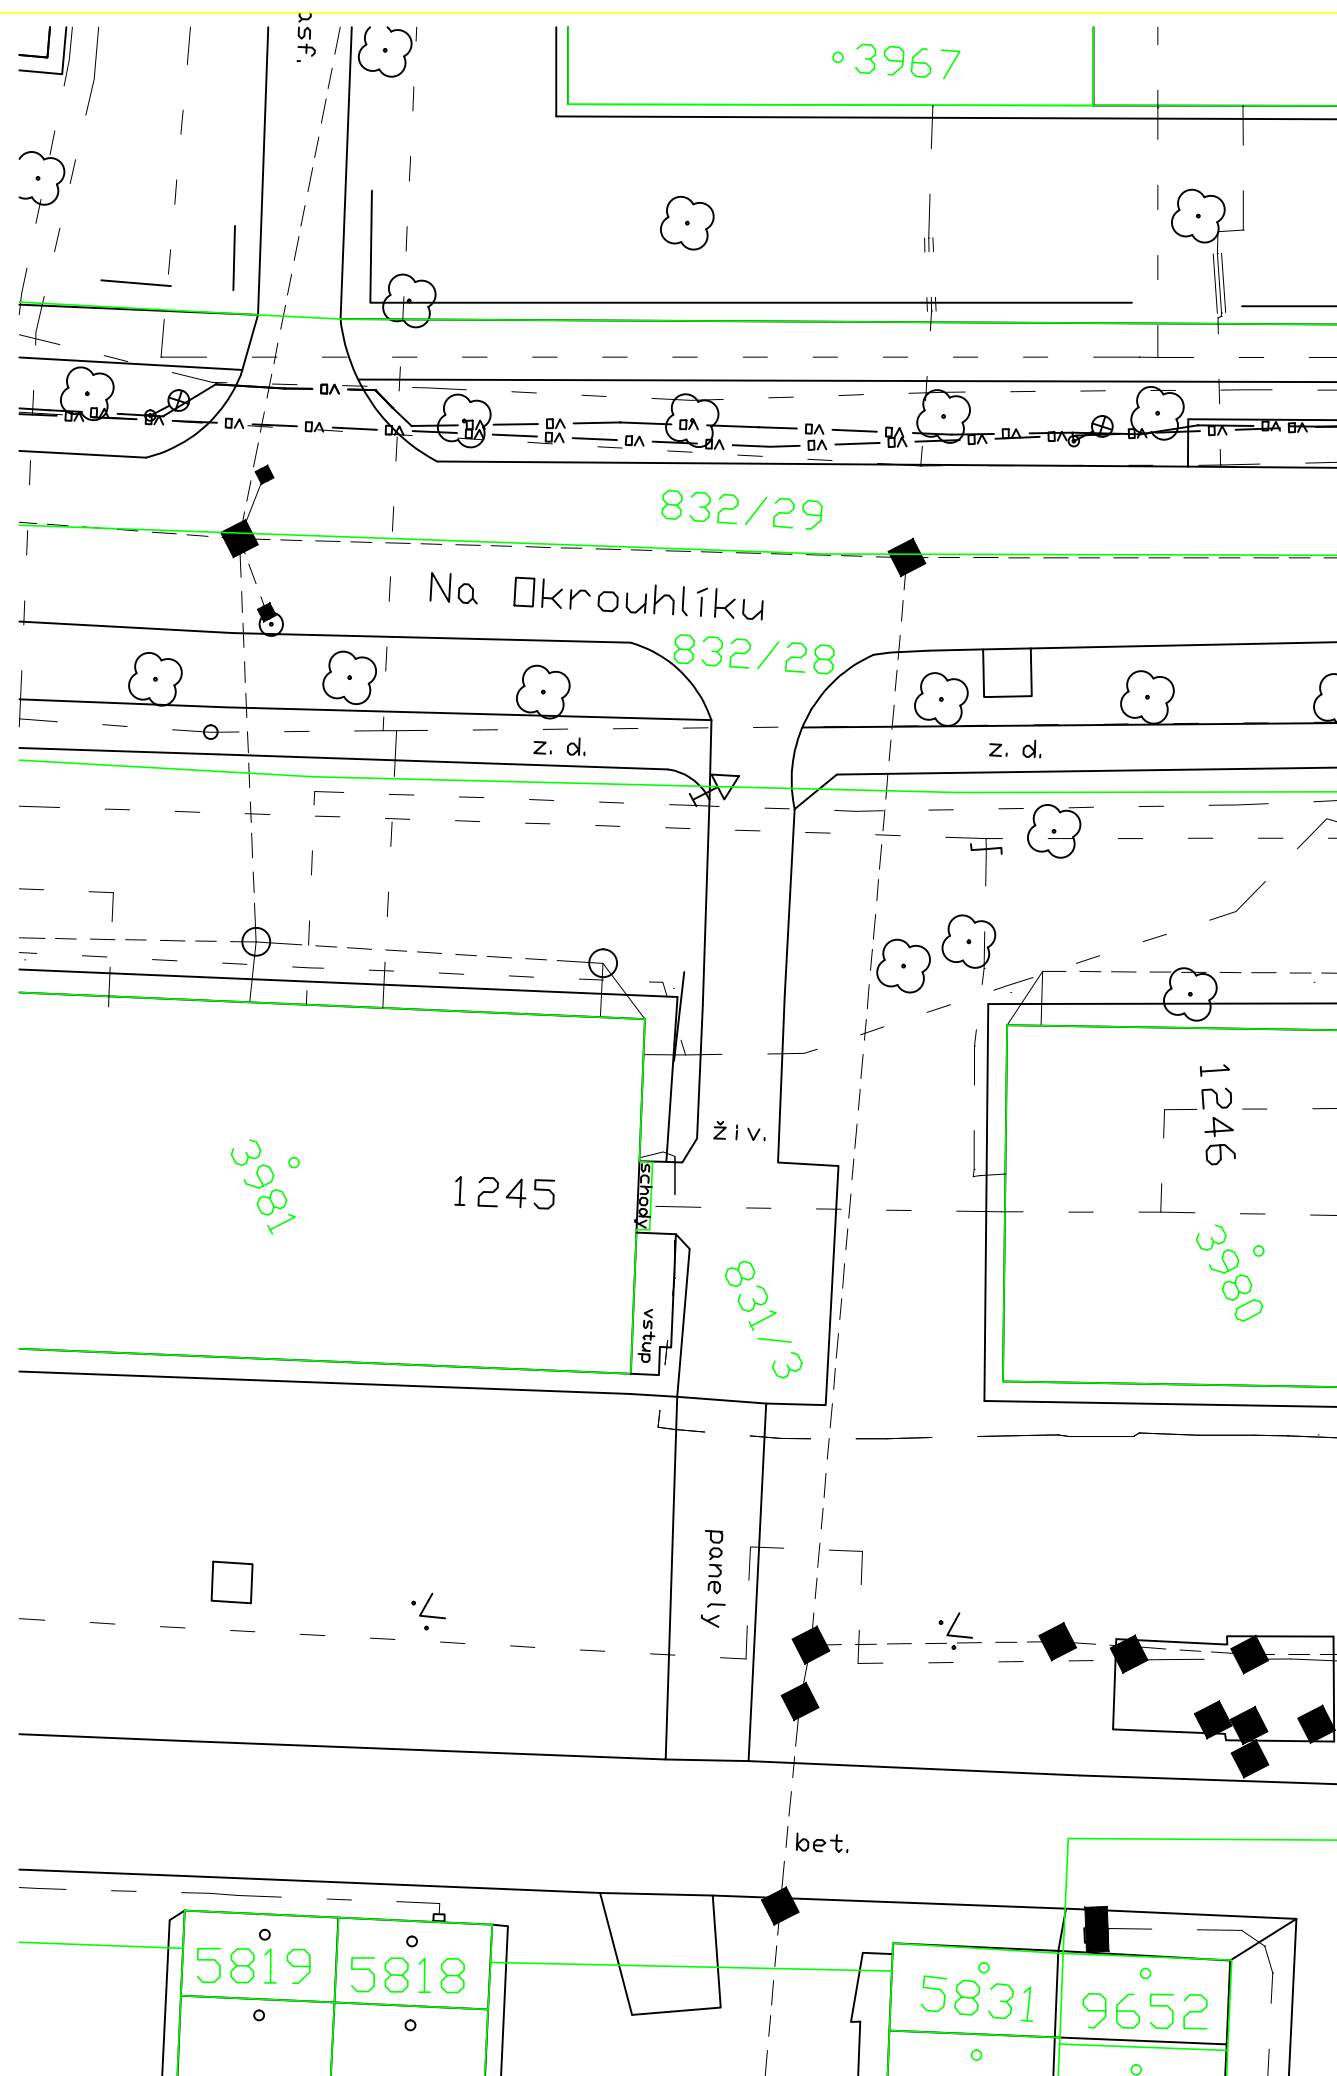 asf.
3967
832/29
Na Okrouhlíku
832/28
z. d.
z. d.
živ.
1246
3981
1245
schody
3980
831/3
vstup
panely
bet.
5819
5818
5831
9652